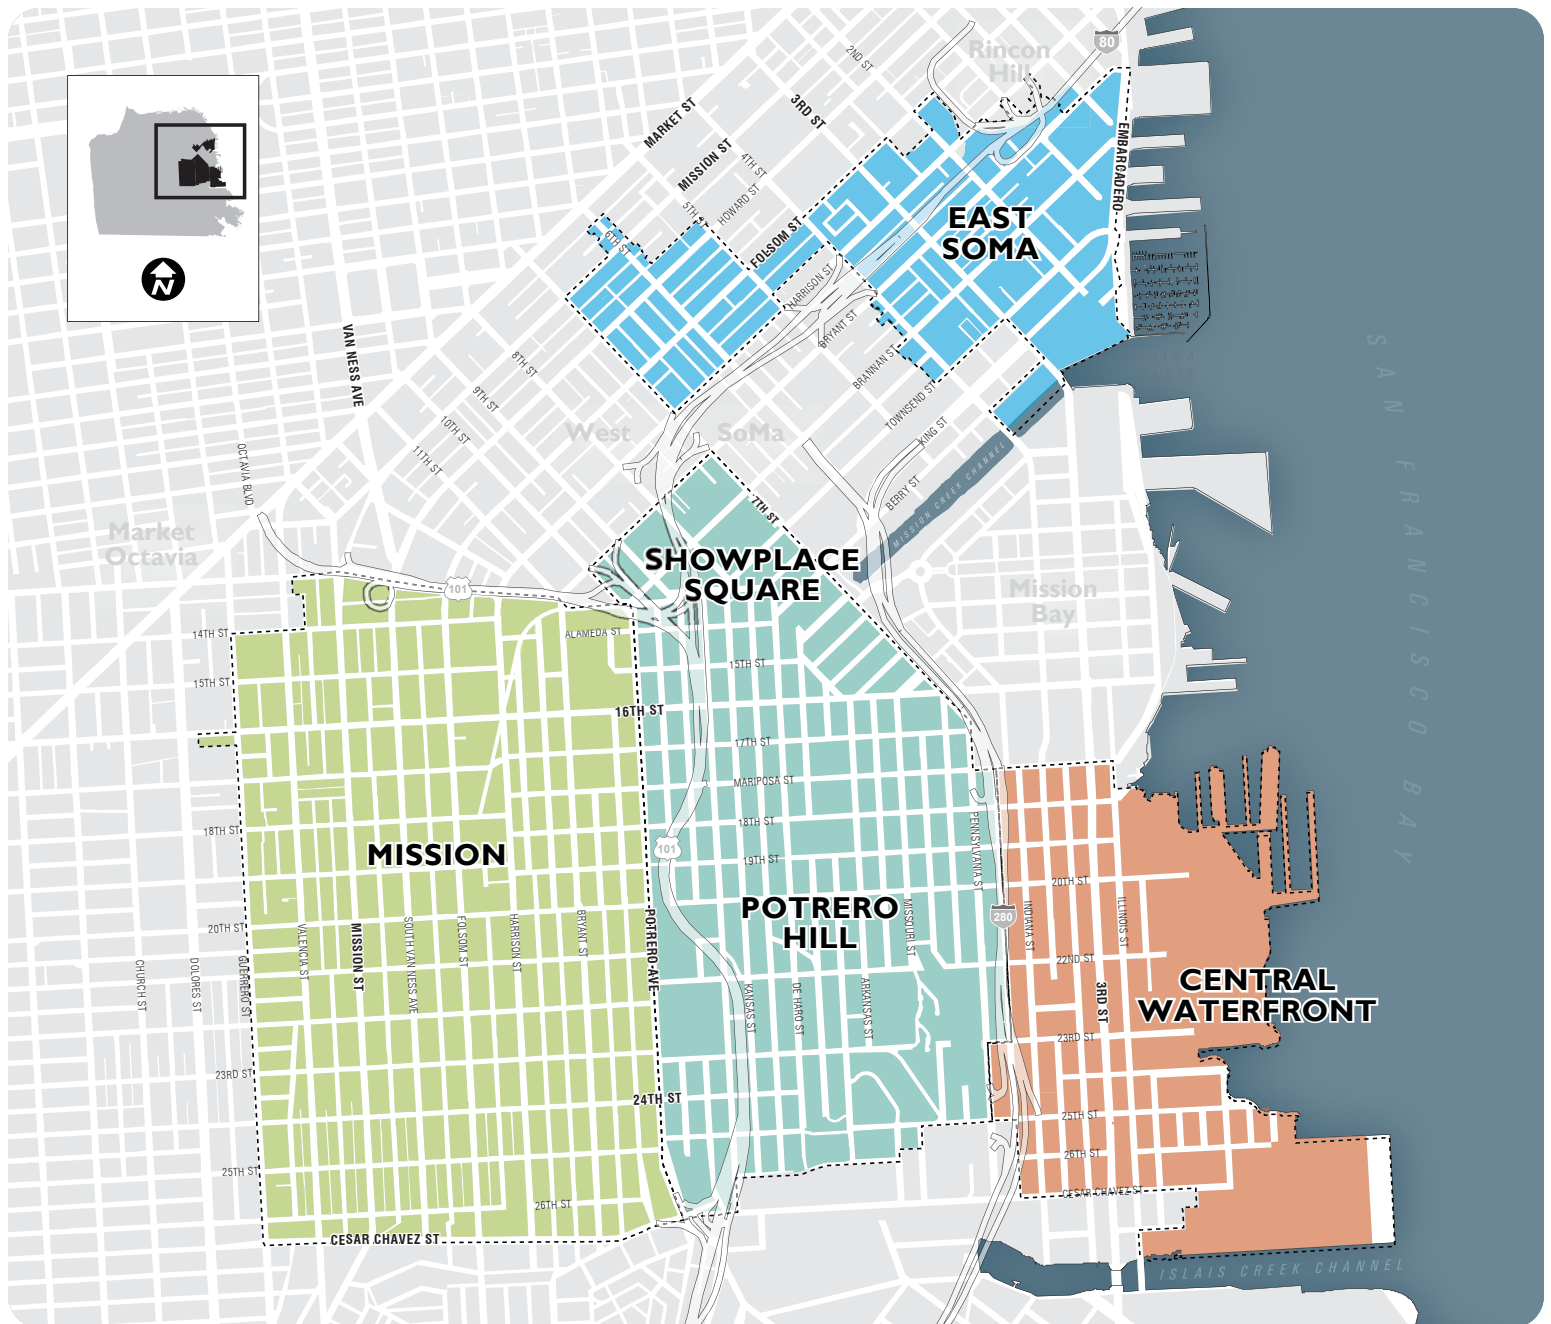 Rincon
Hill
80
2ND ST
3RD ST
MARKET ST
MISSION ST
4TH ST
HOWARD ST
5TH ST
6TH ST
FOLSOM ST
EMBARCADERO
EAST
SOMA
HARRISON ST
BRYANT ST
BRANNAN ST
TOWNSEND ST
KING ST
BERRY ST
MISSION CREEK CHANNEL
N
VAN NESS AVE
8TH ST
9TH ST
10TH ST
11TH ST
OCTAVIA BLVD
West SoMa
Market
Octavia
7TH ST
SHOWPLACE
SQUARE
101
Mission
Bay
SAN FRANCISCO BAY
14TH ST
ALAMEDA ST
15TH ST
15TH ST
16TH ST
17TH ST
MARIPOSA ST
18TH ST
18TH ST
19TH ST
101
MISSION
PENNSYLVANIA ST
20TH ST
POTRERO
HILL
280
20TH ST
CHURCH ST
DOLORES ST
GUERRERO ST
VALENCIA ST
MISSION ST
SOUTH VAN NESS AVE
FOLSOM ST
HARRISON ST
BRYANT ST
POTRERO AVE
KANSAS ST
DE HARO ST
ARKANSAS ST
MISSOURI ST
INDIANA ST
3RD ST
ILLINOIS ST
22ND ST
CENTRAL
WATERFRONT
23RD ST
23RD ST
24TH ST
25TH ST
25TH ST
26TH ST
26TH ST
CESAR CHAVEZ ST
CESAR CHAVEZ ST
ISLAIS CREEK CHANNEL